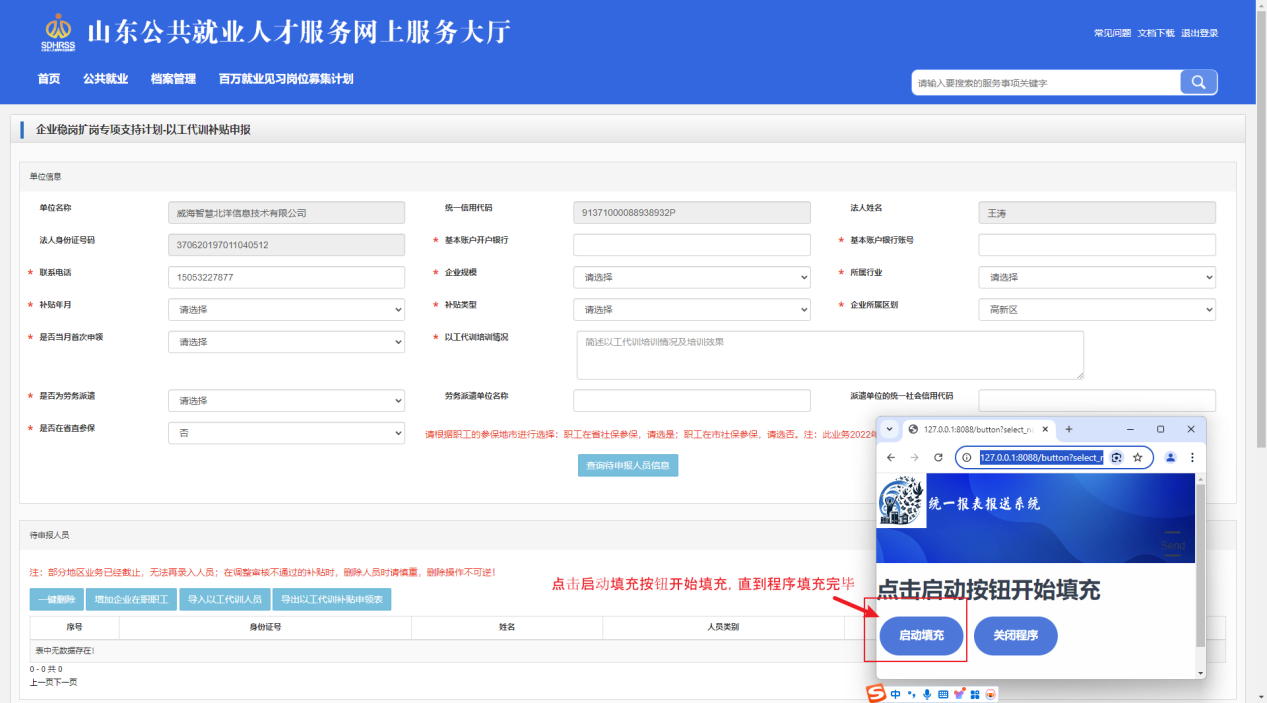 SDHRSS
山东公共就业人才服务网上服务大厅
常见问题 文档下载 退出登录
首页 公共就业 档案管理 百万就业见习岗位募集计划
请输入要搜索的服务事项关键字
企业稳岗扩岗专项支持计划-以工代训补贴申报
单位信息
单位名称 威海智慧北洋信息技术有限公司 统一信用代码 91371000088938932P 法人姓名 王涛
法人身份证号码 370620197011040512 * 基本账户开户银行 * 基本账户银行账号
* 联系电话 15053227877 * 企业规模 请选择 * 所属行业 请选择
* 补贴年月 请选择 * 补贴类型 请选择 * 企业所属区划 高新区
* 是否当月首次申领 请选择 * 以工代训培训情况 简述以工代训培训情况及培训效果
* 是否为劳务派遣 请选择 劳务派遣单位名称 派遣单位的统一社会信用代码
* 是否在省直参保 否 请根据职工的参保地市进行选择：职工在省社保参保，请选是；职工在市社保参保，请选否。注：此业务2022年
查询待申报人员信息
待申报人员
注：部分地区业务已经截止，无法再录入人员；在调整审核不通过的补贴时，删除人员时请慎重，删除操作不可逆！
一键删除 增加企业在职职工 导入以工代训人员 导出以工代训补贴申领表
序号 身份证号 姓名 人员类别
表中无数据存在！
0 - 0 共 0
上一页下一页
点击启动填充按钮开始填充, 直到程序填充完毕
127.0.0.1:8088/button?select_n
127.0.0.1:8088/button?select_r
统一报表报送系统
Send
点击启动按钮开始填充
启动填充 关闭程序
中